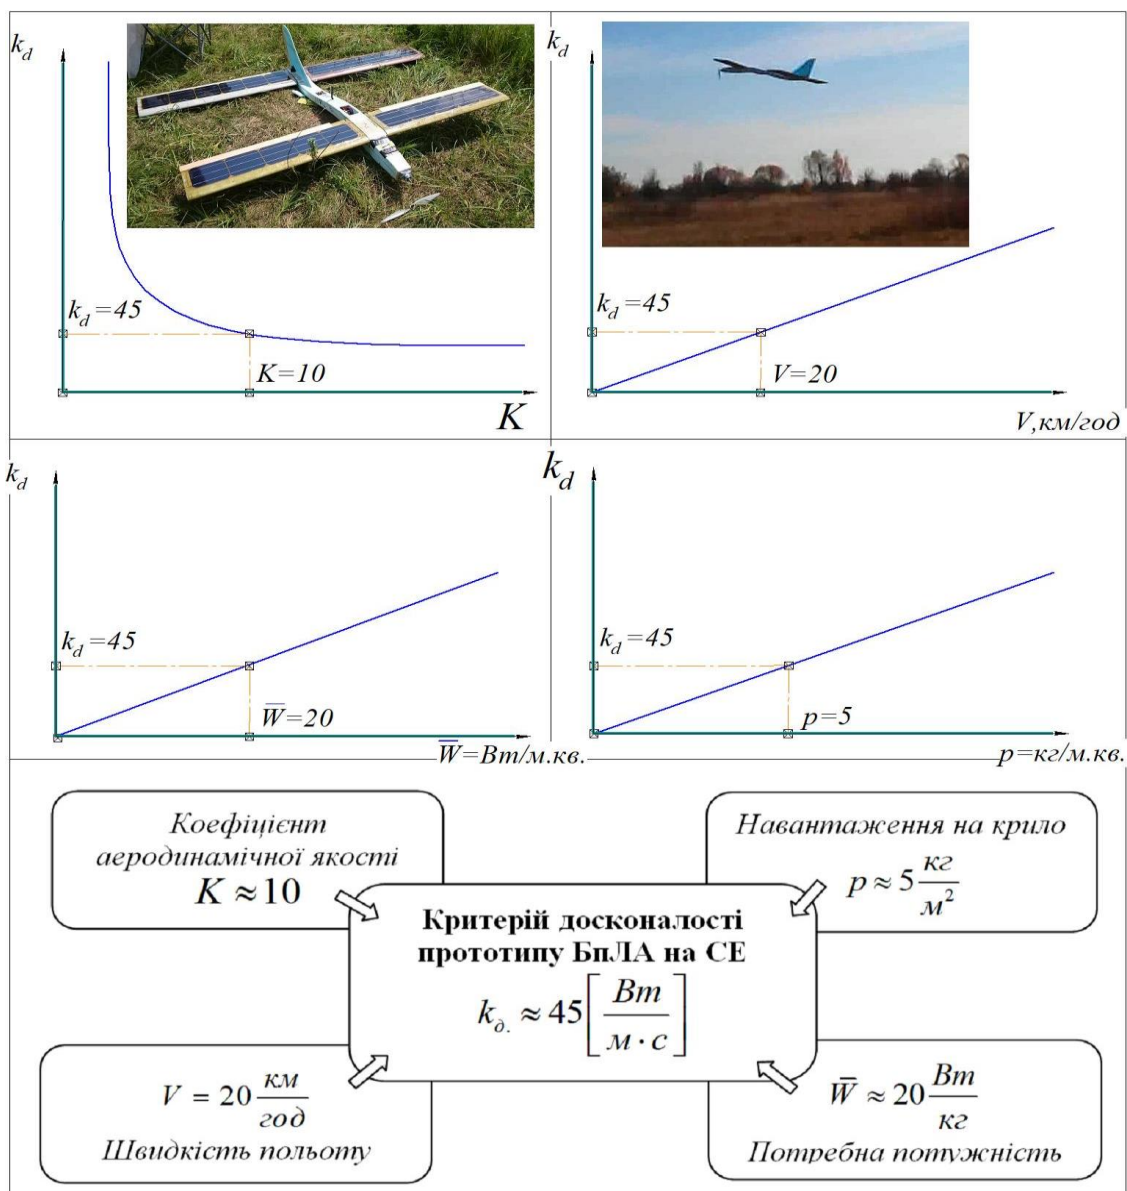 k_d
k_d
k_d=45
K=10
K
k_d=45
V=20
V,км/год
k_d
k_d
k_d=45
W̅=20
W̅=Вт/м.кв.
k_d=45
p=5
p=кг/м.кв.
Коефіцієнт
аеродинамічної якості
K ≈ 10
Навантаження на крило
p ≈ 5 кг/м²
Критерій досконалості
прототипу БпЛА на СЕ
k_д. ≈ 45 [Вт/м·с]
V = 20 км/год
Швидкість польоту
W̅ ≈ 20 Вт/кг
Потребна потужність